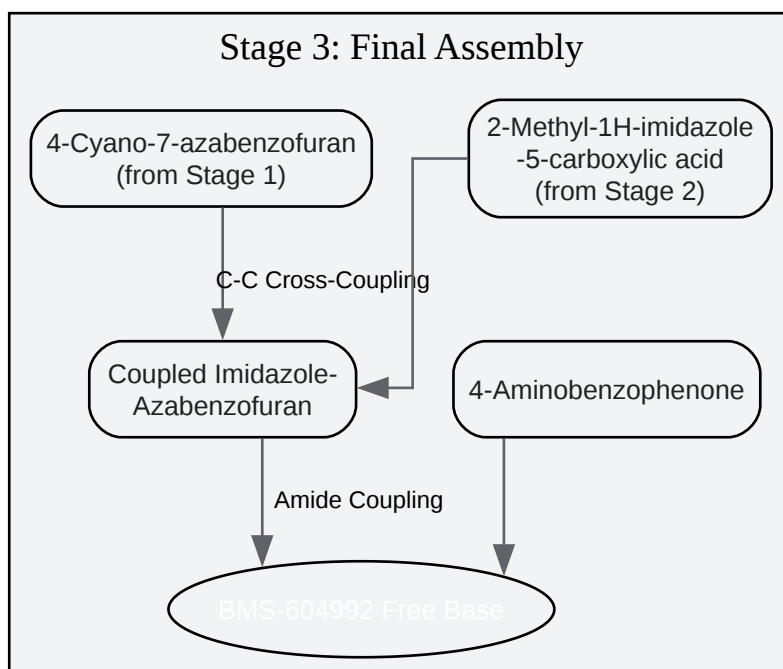 Stage 3: Final Assembly
4-Cyano-7-azabenzofuran
(from Stage 1)
2-Methyl-1H-imidazole
-5-carboxylic acid
(from Stage 2)
C-C Cross-Coupling
Coupled Imidazole-
Azabenzofuran
4-Aminobenzophenone
Amide Coupling
BMS-604992 Free Base